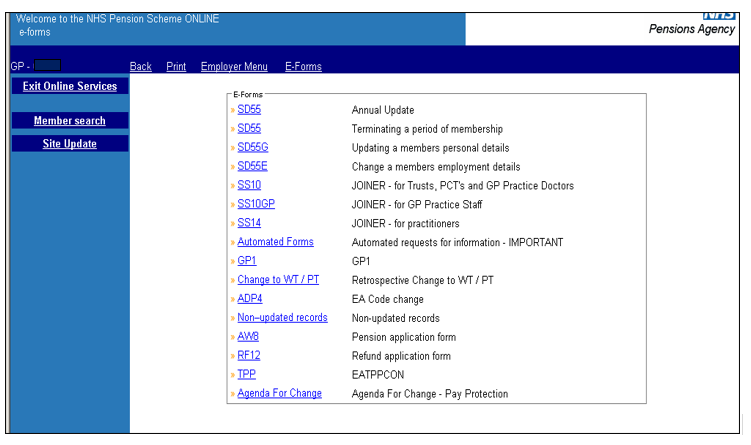 Welcome to the NHS Pension Scheme ONLINE
e-forms
NHS
Pensions Agency
GP -
Back Print Employer Menu E-Forms
Exit Online Services
Member search
Site Update
E-Forms
» SD55 Annual Update
» SD55 Terminating a period of membership
» SD55G Updating a members personal details
» SD55E Change a members employment details
» SS10 JOINER - for Trusts, PCT's and GP Practice Doctors
» SS10GP JOINER - for GP Practice Staff
» SS14 JOINER - for practitioners
» Automated Forms Automated requests for information - IMPORTANT
» GP1 GP1
» Change to WT / PT Retrospective Change to WT / PT
» ADP4 EA Code change
» Non-updated records Non-updated records
» AW8 Pension application form
» RF12 Refund application form
» TPP EATPPCON
» Agenda For Change Agenda For Change - Pay Protection